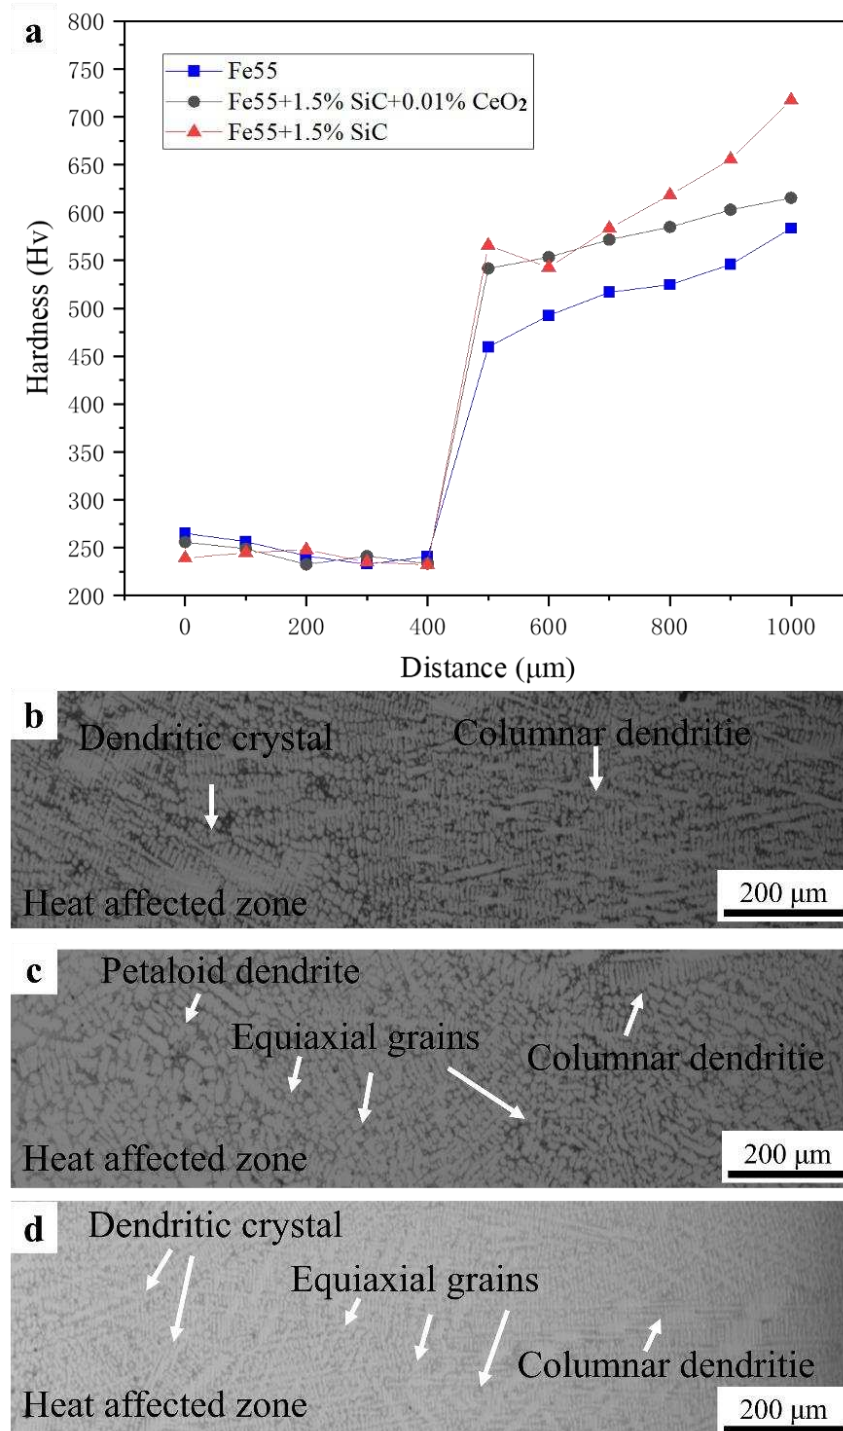 a
800
750
700
650
600
550
500
450
400
350
300
250
200
Hardness (Hv)
Fe55
Fe55+1.5% SiC+0.01% CeO₂
Fe55+1.5% SiC
0 200 400 600 800 1000
Distance (μm)
b
Dendritic crystal
Columnar dendritie
Heat affected zone
200 μm
c
Petaloid dendrite
Equiaxial grains
Columnar dendritie
Heat affected zone
200 μm
d
Dendritic crystal
Equiaxial grains
Columnar dendritie
Heat affected zone
200 μm